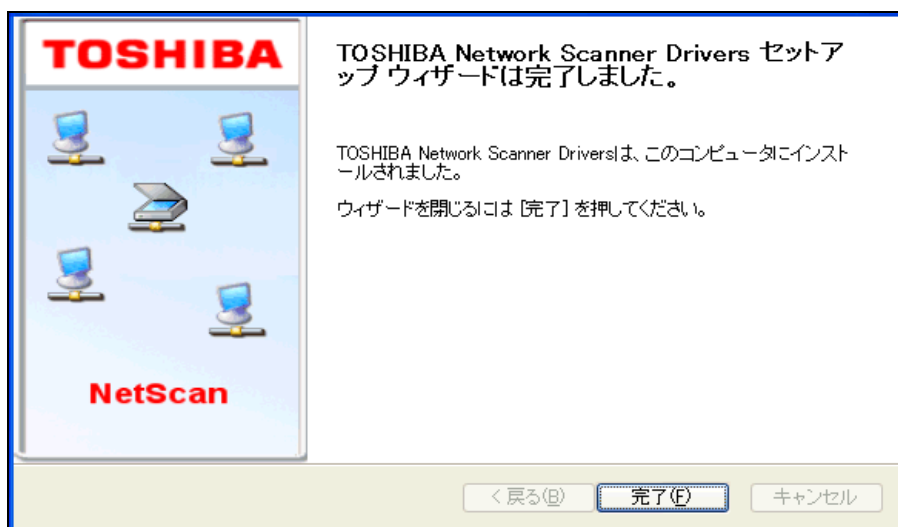 TOSHIBA
NetScan
TOSHIBA Network Scanner Drivers セットア
ップ ウィザードは完了しました。
TOSHIBA Network Scanner Driversは、このコンピュータにインスト
ールされました。
ウィザードを閉じるには [完了] を押してください。
< 戻る(B)
完了(F)
キャンセル